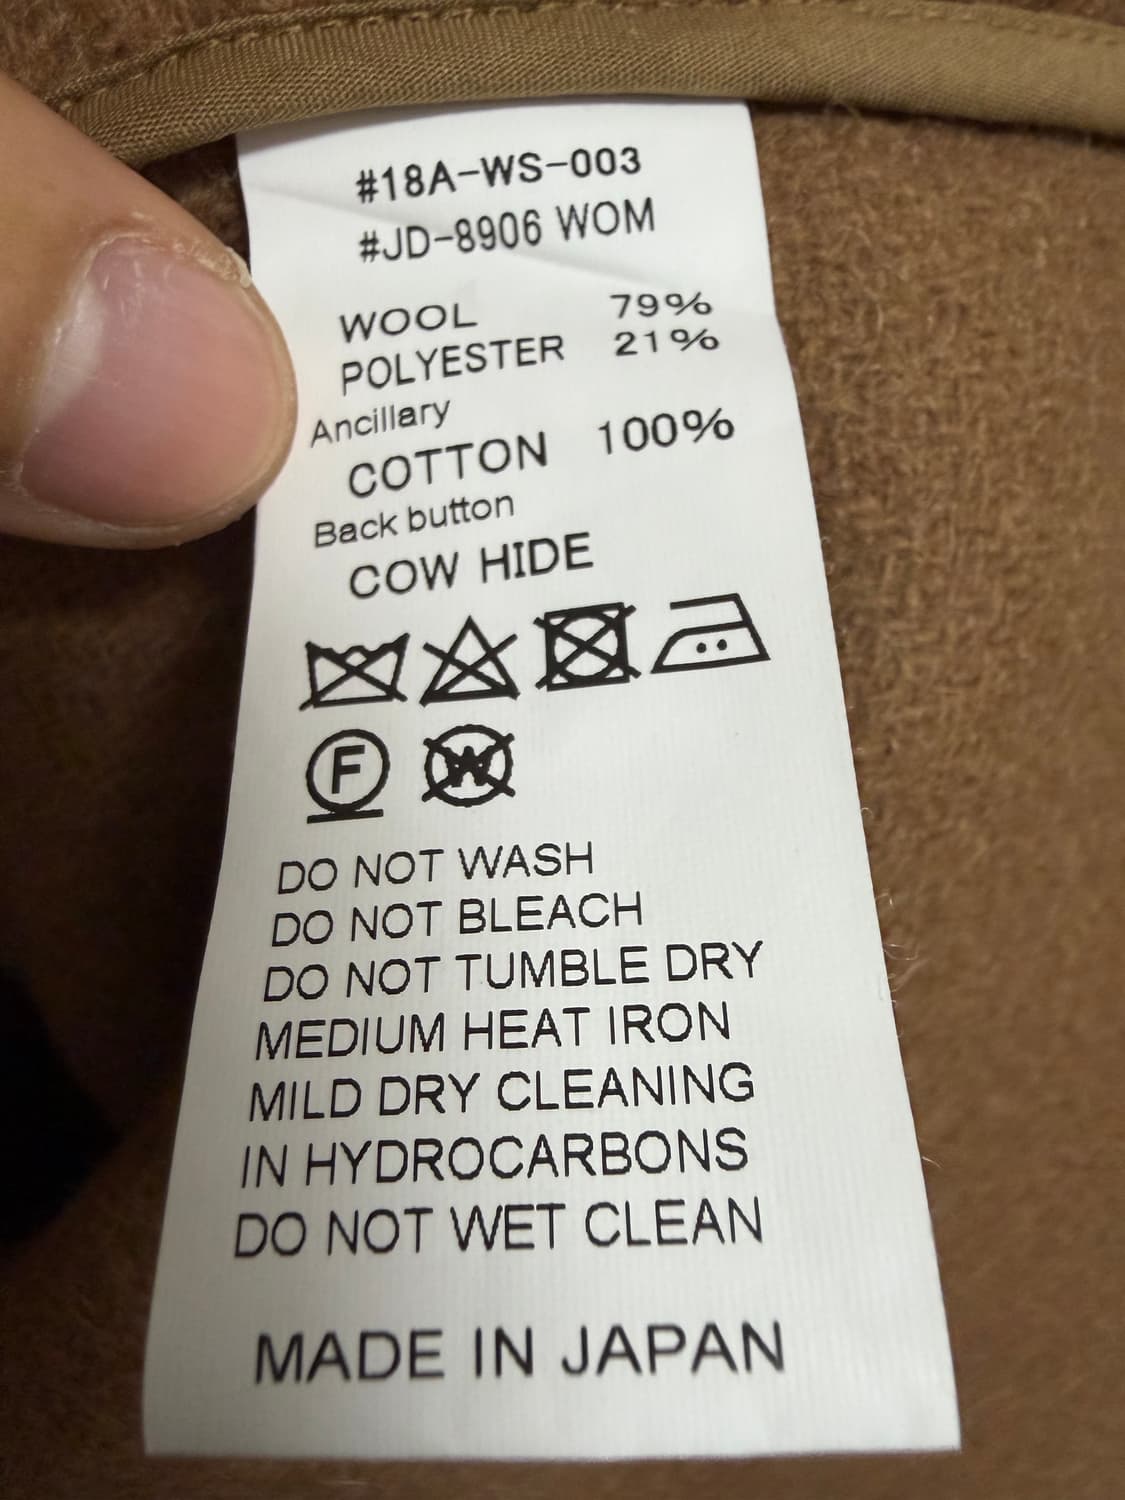 #18A-WS-003
#JD-8906 WOM
WOOL 79%
POLYESTER 21%
Ancillary
COTTON 100%
Back button
COW HIDE
F W
DO NOT WASH
DO NOT BLEACH
DO NOT TUMBLE DRY
MEDIUM HEAT IRON
MILD DRY CLEANING
IN HYDROCARBONS
DO NOT WET CLEAN
MADE IN JAPAN